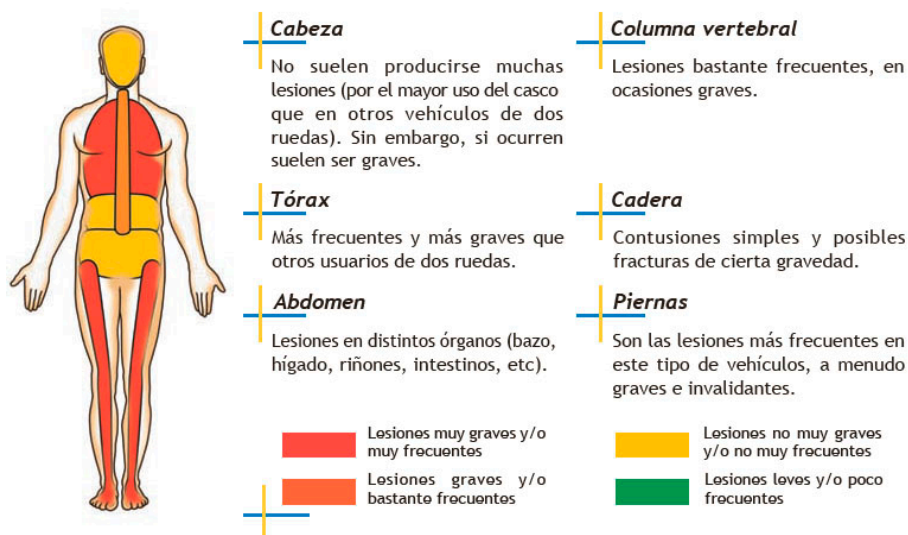 Cabeza
No suelen producirse muchas
lesiones (por el mayor uso del casco
que en otros vehículos de dos
ruedas). Sin embargo, si ocurren
suelen ser graves.
Columna vertebral
Lesiones bastante frecuentes, en
ocasiones graves.
Tórax
Más frecuentes y más graves que
otros usuarios de dos ruedas.
Cadera
Contusiones simples y posibles
fracturas de cierta gravedad.
Abdomen
Lesiones en distintos órganos (bazo,
hígado, riñones, intestinos, etc).
Piernas
Son las lesiones más frecuentes en
este tipo de vehículos, a menudo
graves e invalidantes.
Lesiones muy graves y/o
muy frecuentes
Lesiones graves y/o
bastante frecuentes
Lesiones no muy graves
y/o no muy frecuentes
Lesiones leves y/o poco
frecuentes